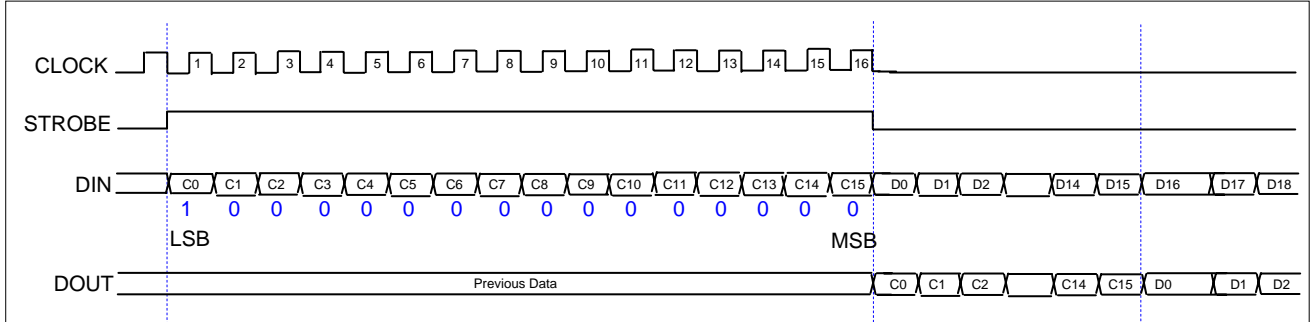 CLOCK 1 2 3 4 5 6 7 8 9 10 11 12 13 14 15 16
STROBE
DIN C0 C1 C2 C3 C4 C5 C6 C7 C8 C9 C10 C11 C12 C13 C14 C15 D0 D1 D2 D14 D15 D16 D17 D18
1 0 0 0 0 0 0 0 0 0 0 0 0 0 0 0
LSB MSB
DOUT Previous Data C0 C1 C2 C14 C15 D0 D1 D2